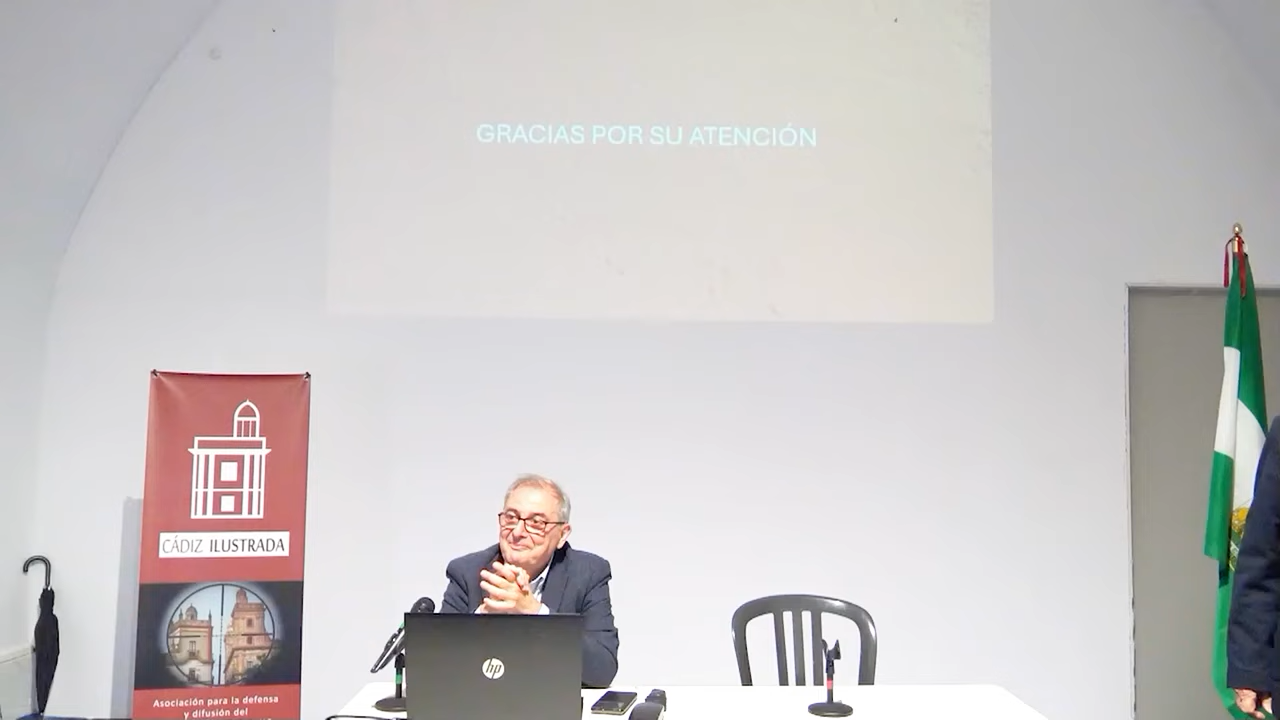 GRACIAS POR SU ATENCIÓN
CÁDIZ ILUSTRADA
Asociación para la defensa
y difusión del
hp